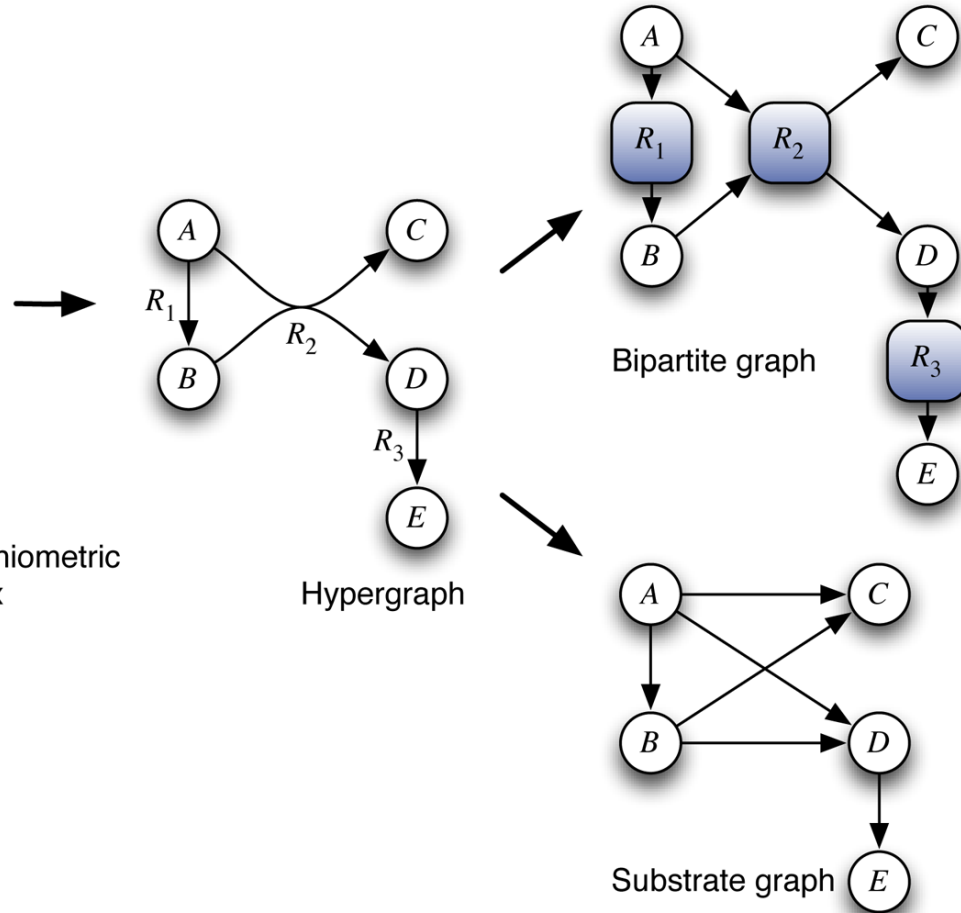 A
C
R1
R2
B
D
Bipartite graph
R3
E
A
C
R1
R2
B
D
R3
E
Hypergraph
A
C
B
D
Substrate graph
E